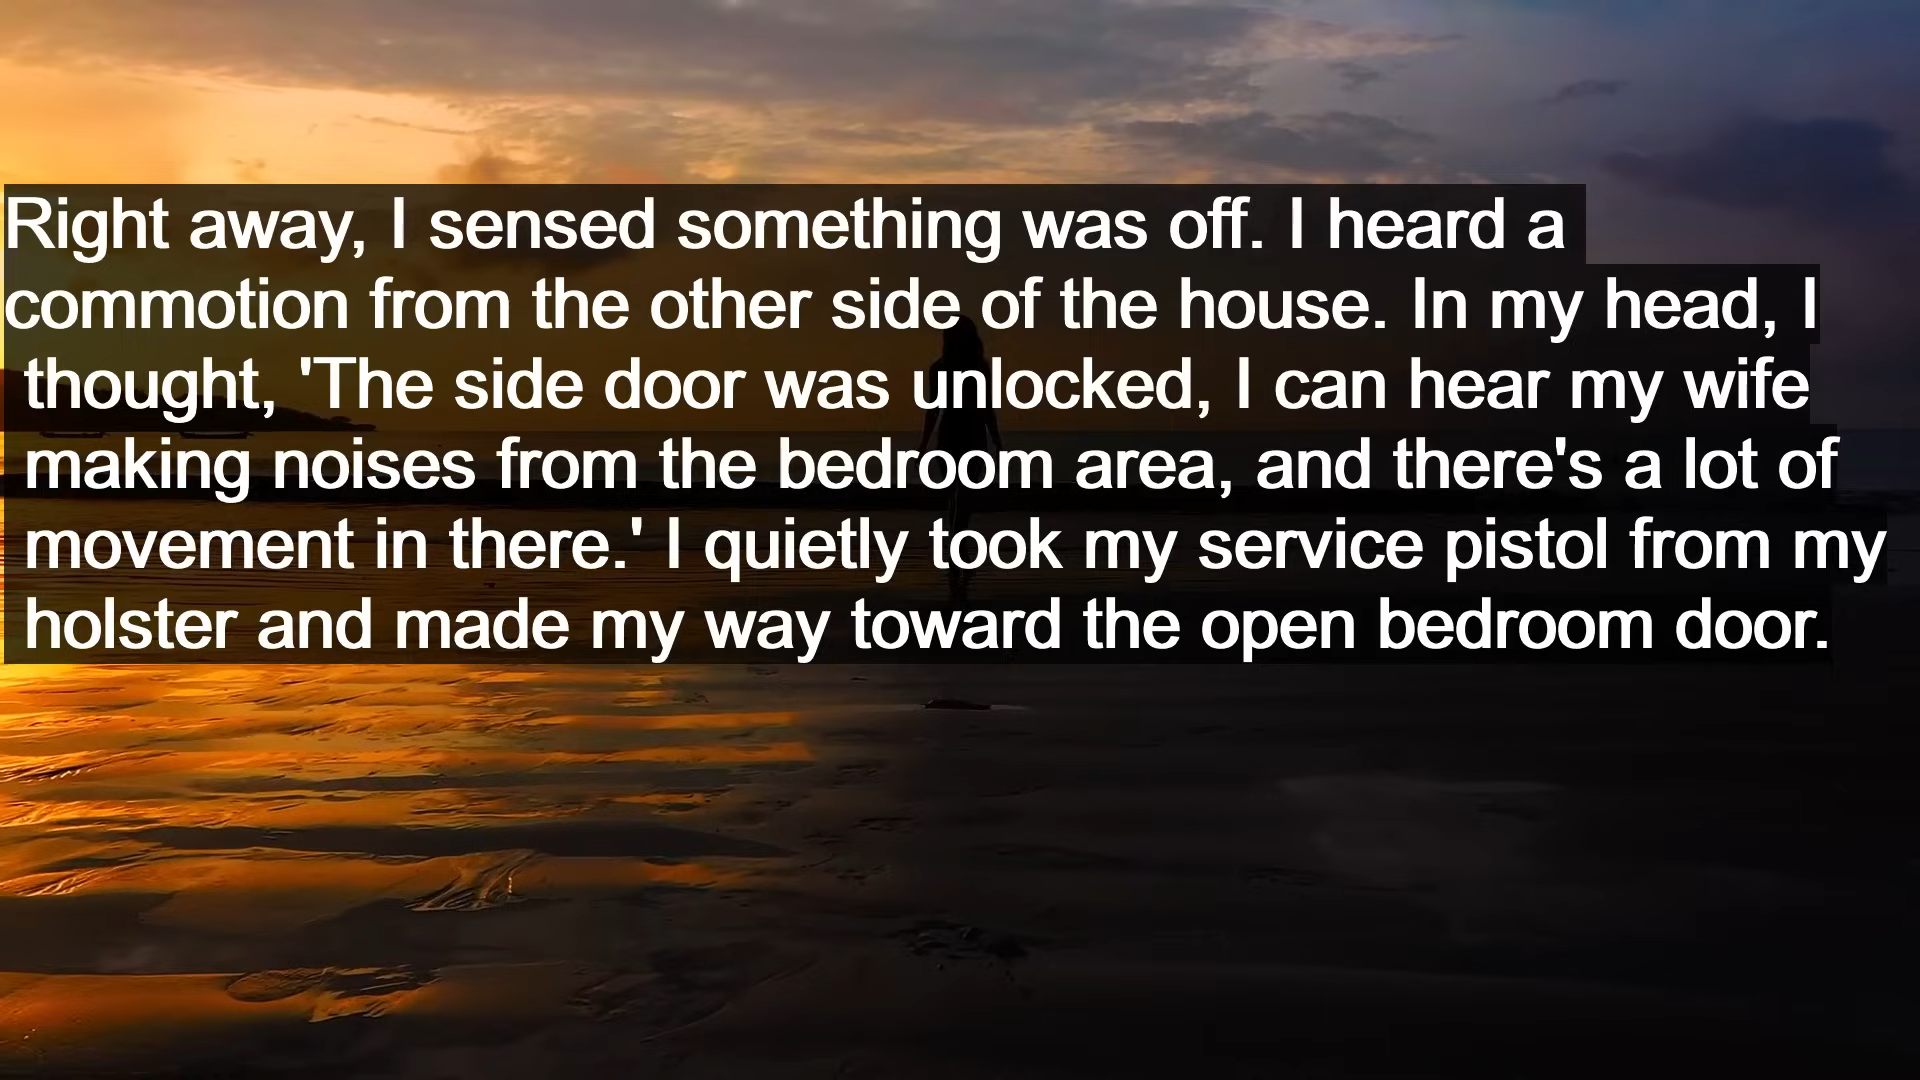 Right away, I sensed something was off. I heard a
commotion from the other side of the house. In my head, I
thought, 'The side door was unlocked, I can hear my wife
making noises from the bedroom area, and there's a lot of
movement in there.' I quietly took my service pistol from my
holster and made my way toward the open bedroom door.